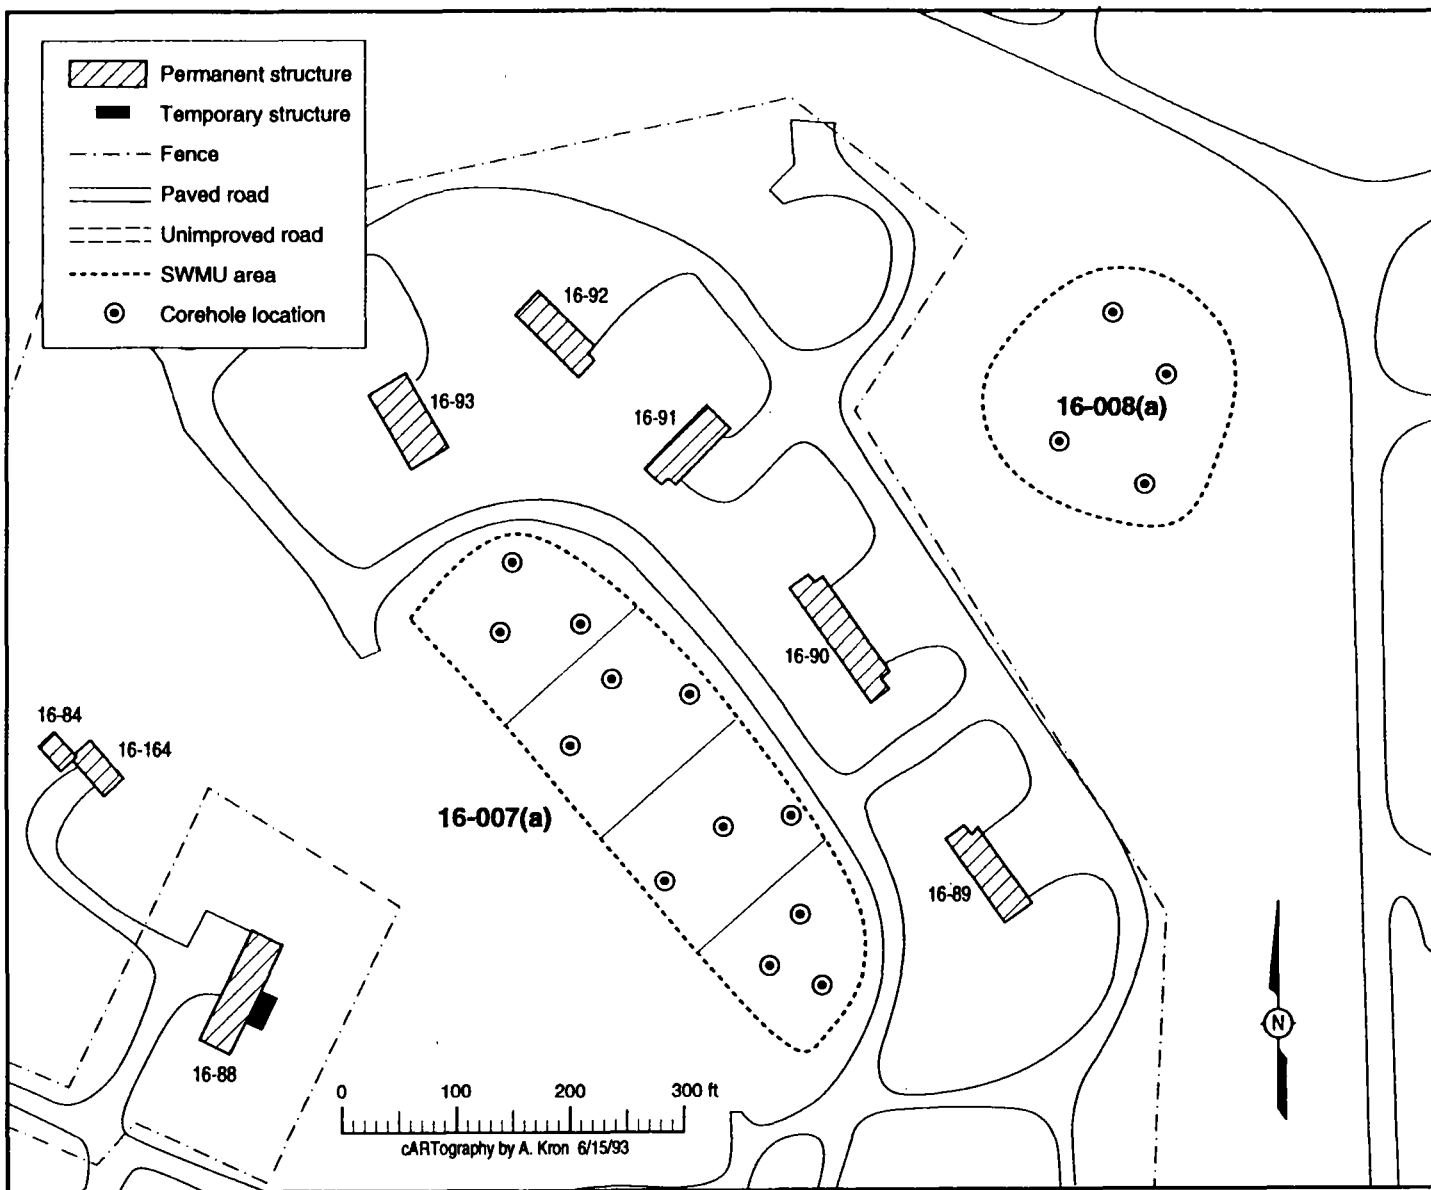 Permanent structure
Temporary structure
Fence
Paved road
Unimproved road
SWMU area
Corehole location
16-92
16-93
16-91
16-008(a)
16-90
16-84
16-164
16-007(a)
16-89
16-88
N
0 100 200 300 ft
cARTography by A. Kron 6/15/93